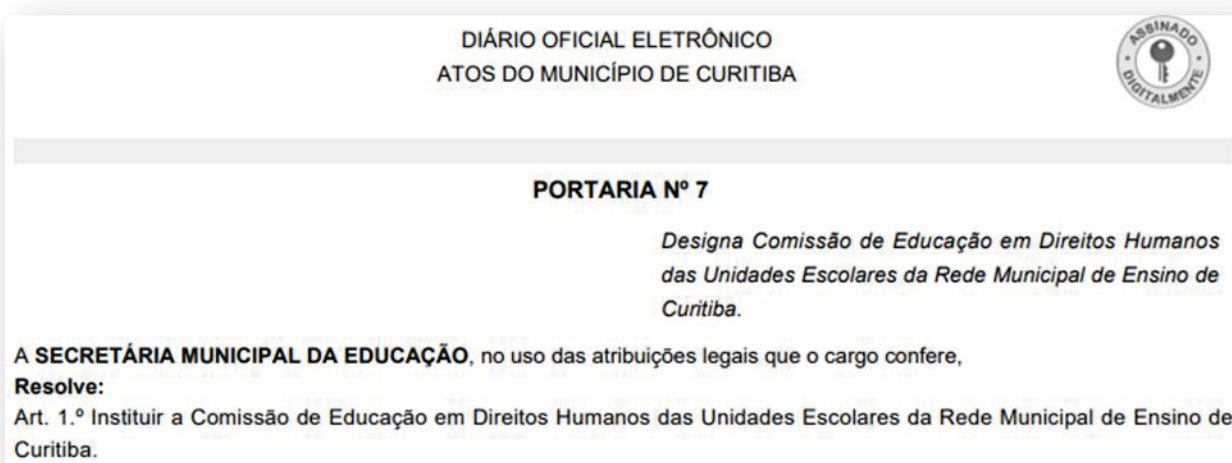 DIÁRIO OFICIAL ELETRÔNICO
ATOS DO MUNICÍPIO DE CURITIBA
ASSINADO
DIGITALMENTE
PORTARIA Nº 7
Designa Comissão de Educação em Direitos Humanos
das Unidades Escolares da Rede Municipal de Ensino de
Curitiba.
A SECRETÁRIA MUNICIPAL DA EDUCAÇÃO, no uso das atribuições legais que o cargo confere,
Resolve:
Art. 1.º Instituir a Comissão de Educação em Direitos Humanos das Unidades Escolares da Rede Municipal de Ensino de
Curitiba.